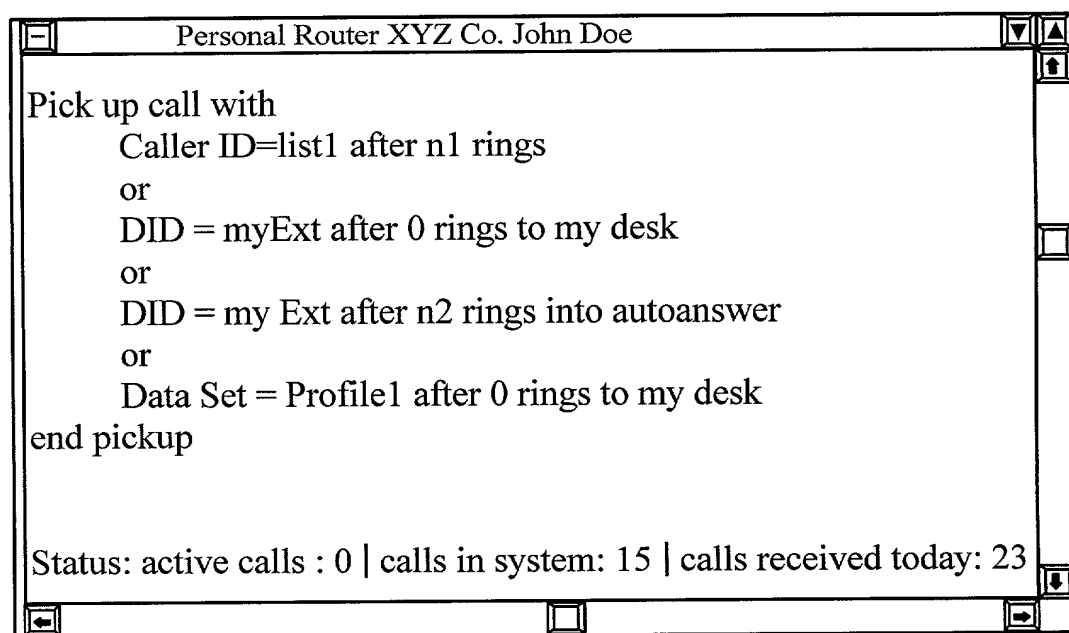 Personal Router XYZ Co. John Doe
Pick up call with
Caller ID=list1 after n1 rings
or
DID = myExt after 0 rings to my desk
or
DID = my Ext after n2 rings into autoanswer
or
Data Set = Profile1 after 0 rings to my desk
end pickup
Status: active calls : 0 | calls in system: 15 | calls received today: 23